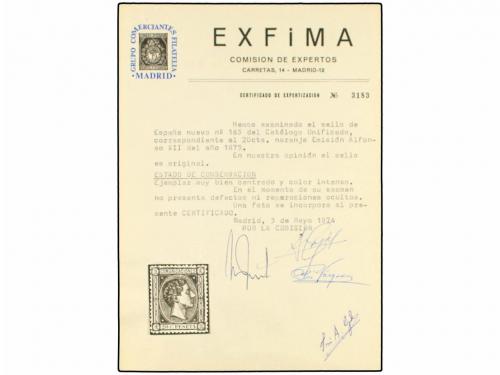 GRUPO COMERCIANTES FILATELIA
MADRID
EXFiMA
COMISION DE EXPERTOS
CARRETAS, 14 - MADRID-12
CERTIFICADO DE EXPERTIZACION № 3183
Hemos examinado el sello de
España nuevo nº 163 del Catálogo Unificado,
correspondiente al 20cts. naranja Emisión Alfon-
so XII del año 1875.
En nuestra opinión el sello
es original.
ESTADO DE CONSERVACION
Ejemplar muy bien centrado y color intenso.
En el momento de su examen
no presenta defectos ni reparaciones ocultos.
Una foto se incorpora al pre-
sente CERTIFICADO.
Madrid, 3 de Mayo 1974
POR LA COMISION
COMUNICACIONES